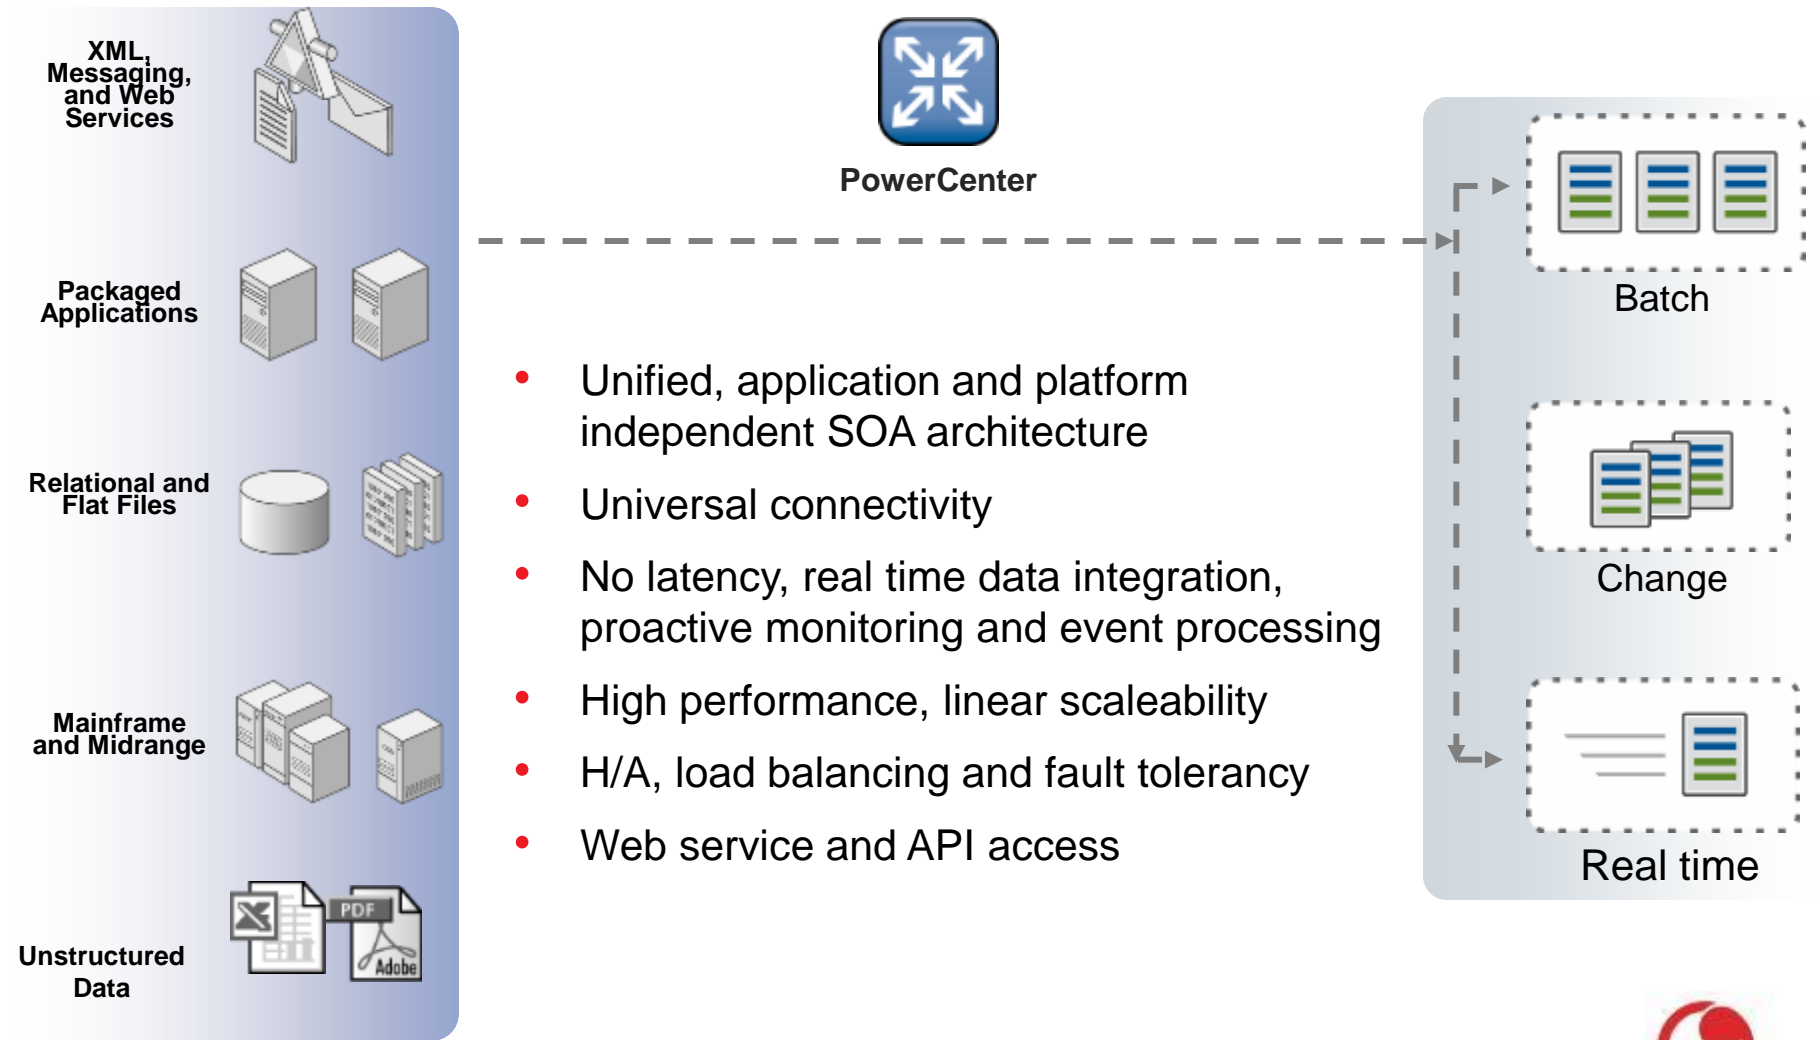 XML,
Messaging,
and Web
Services
Packaged
Applications
Relational and
Flat Files
Mainframe
and Midrange
PDF
Adobe
Unstructured
Data
PowerCenter
• Unified, application and platform
independent SOA architecture
• Universal connectivity
• No latency, real time data integration,
proactive monitoring and event processing
• High performance, linear scaleability
• H/A, load balancing and fault tolerancy
• Web service and API access
Batch
Change
Real time